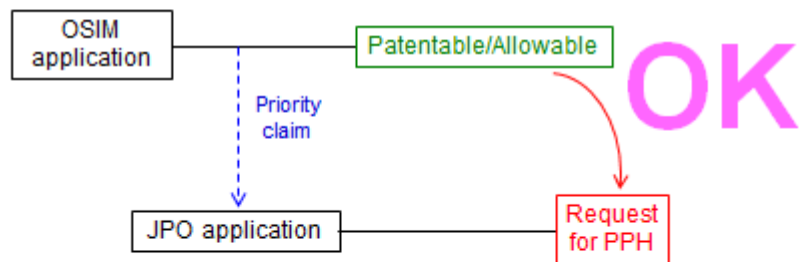 OSIM
application
Patentable/Allowable
OK
Priority
claim
JPO application
Request
for PPH